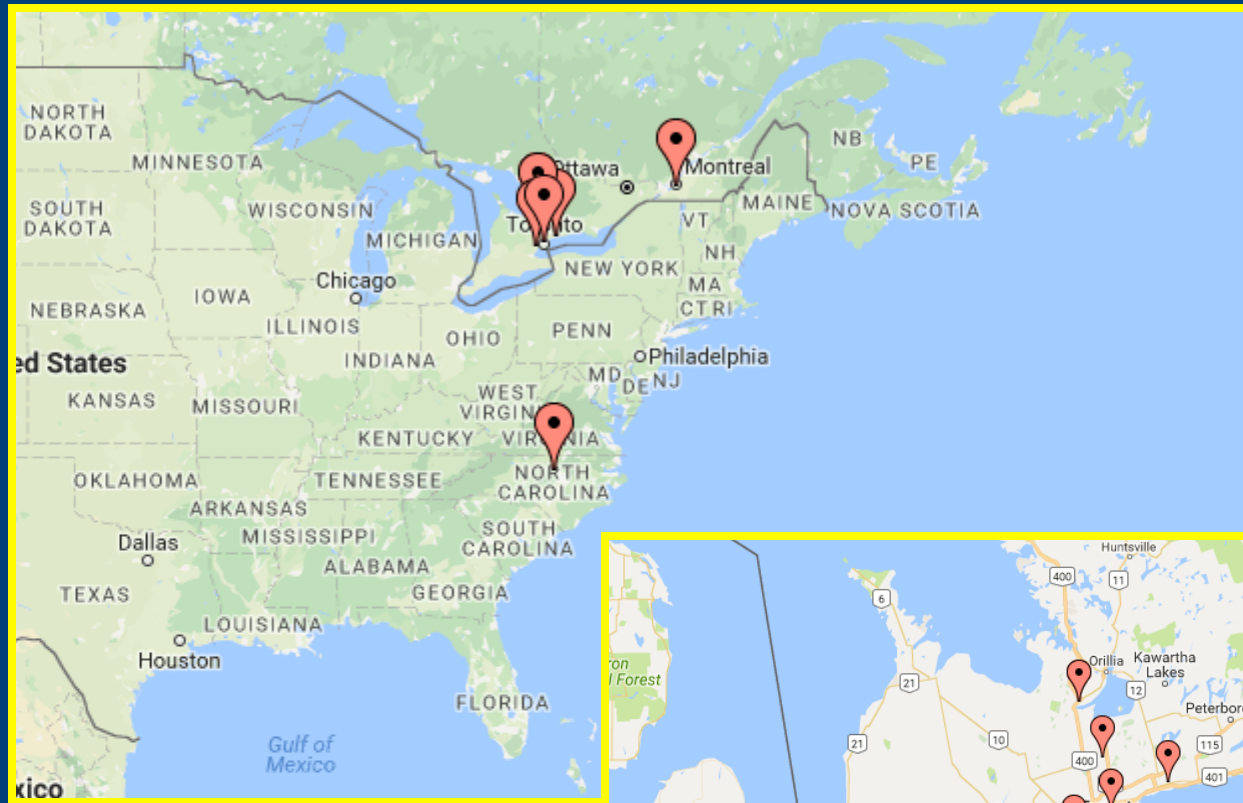 NORTH
DAKOTA
MINNESOTA
Ottawa
Montreal
NB
PE
SOUTH
DAKOTA
WISCONSIN
MICHIGAN
Toronto
VT
MAINE
NOVA SCOTIA
NH
NEW YORK
Chicago
MA
CT RI
NEBRASKA
IOWA
ILLINOIS
OHIO
PENN
INDIANA
Philadelphia
ed States
MD
DE
NJ
KANSAS
MISSOURI
WEST
VIRGINIA
KENTUCKY
VIRGINIA
OKLAHOMA
TENNESSEE
NORTH
CAROLINA
ARKANSAS
MISSISSIPPI
SOUTH
CAROLINA
Dallas
ALABAMA
GEORGIA
TEXAS
LOUISIANA
Houston
FLORIDA
Gulf of
Mexico
xico
Huntsville
400
11
6
ron
l Forest
21
Orillia
Kawartha
Lakes
12
Peterbor
21
10
400
115
401